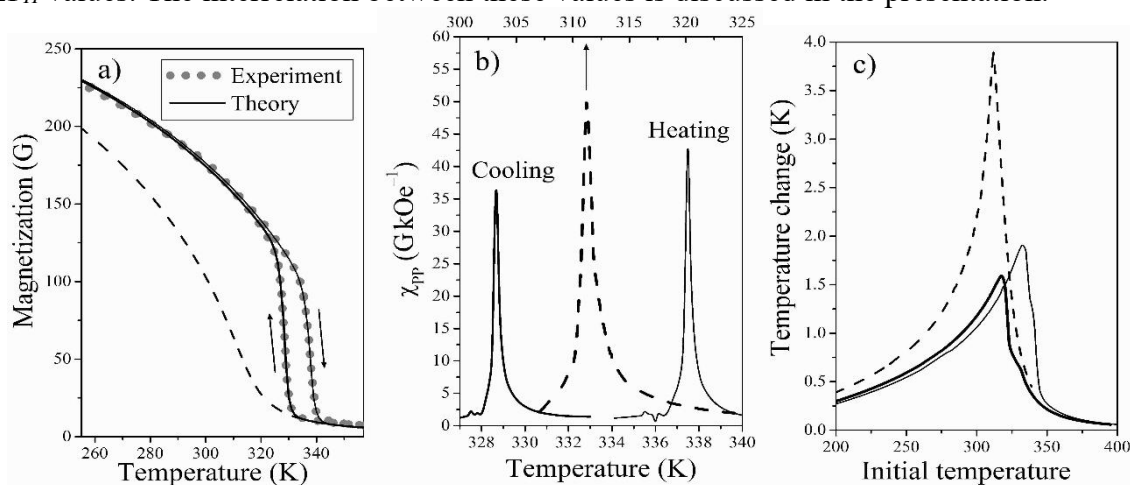 values. The interrelation between these values is discussed in the presentation.
300 305 310 315 320 325
a)
Experiment
Theory
250
200
150
100
50
0
Magnetization (G)
260 280 300 320 340
Temperature (K)
b)
60
55
50
45
40
35
30
25
20
15
10
5
0
χpp (GkOe⁻¹)
Cooling
Heating
328 330 332 334 336 338 340
Temperature (K)
c)
4.0
3.5
3.0
2.5
2.0
1.5
1.0
0.5
0.0
Temperature change (K)
200 250 300 350 400
Initial temperature